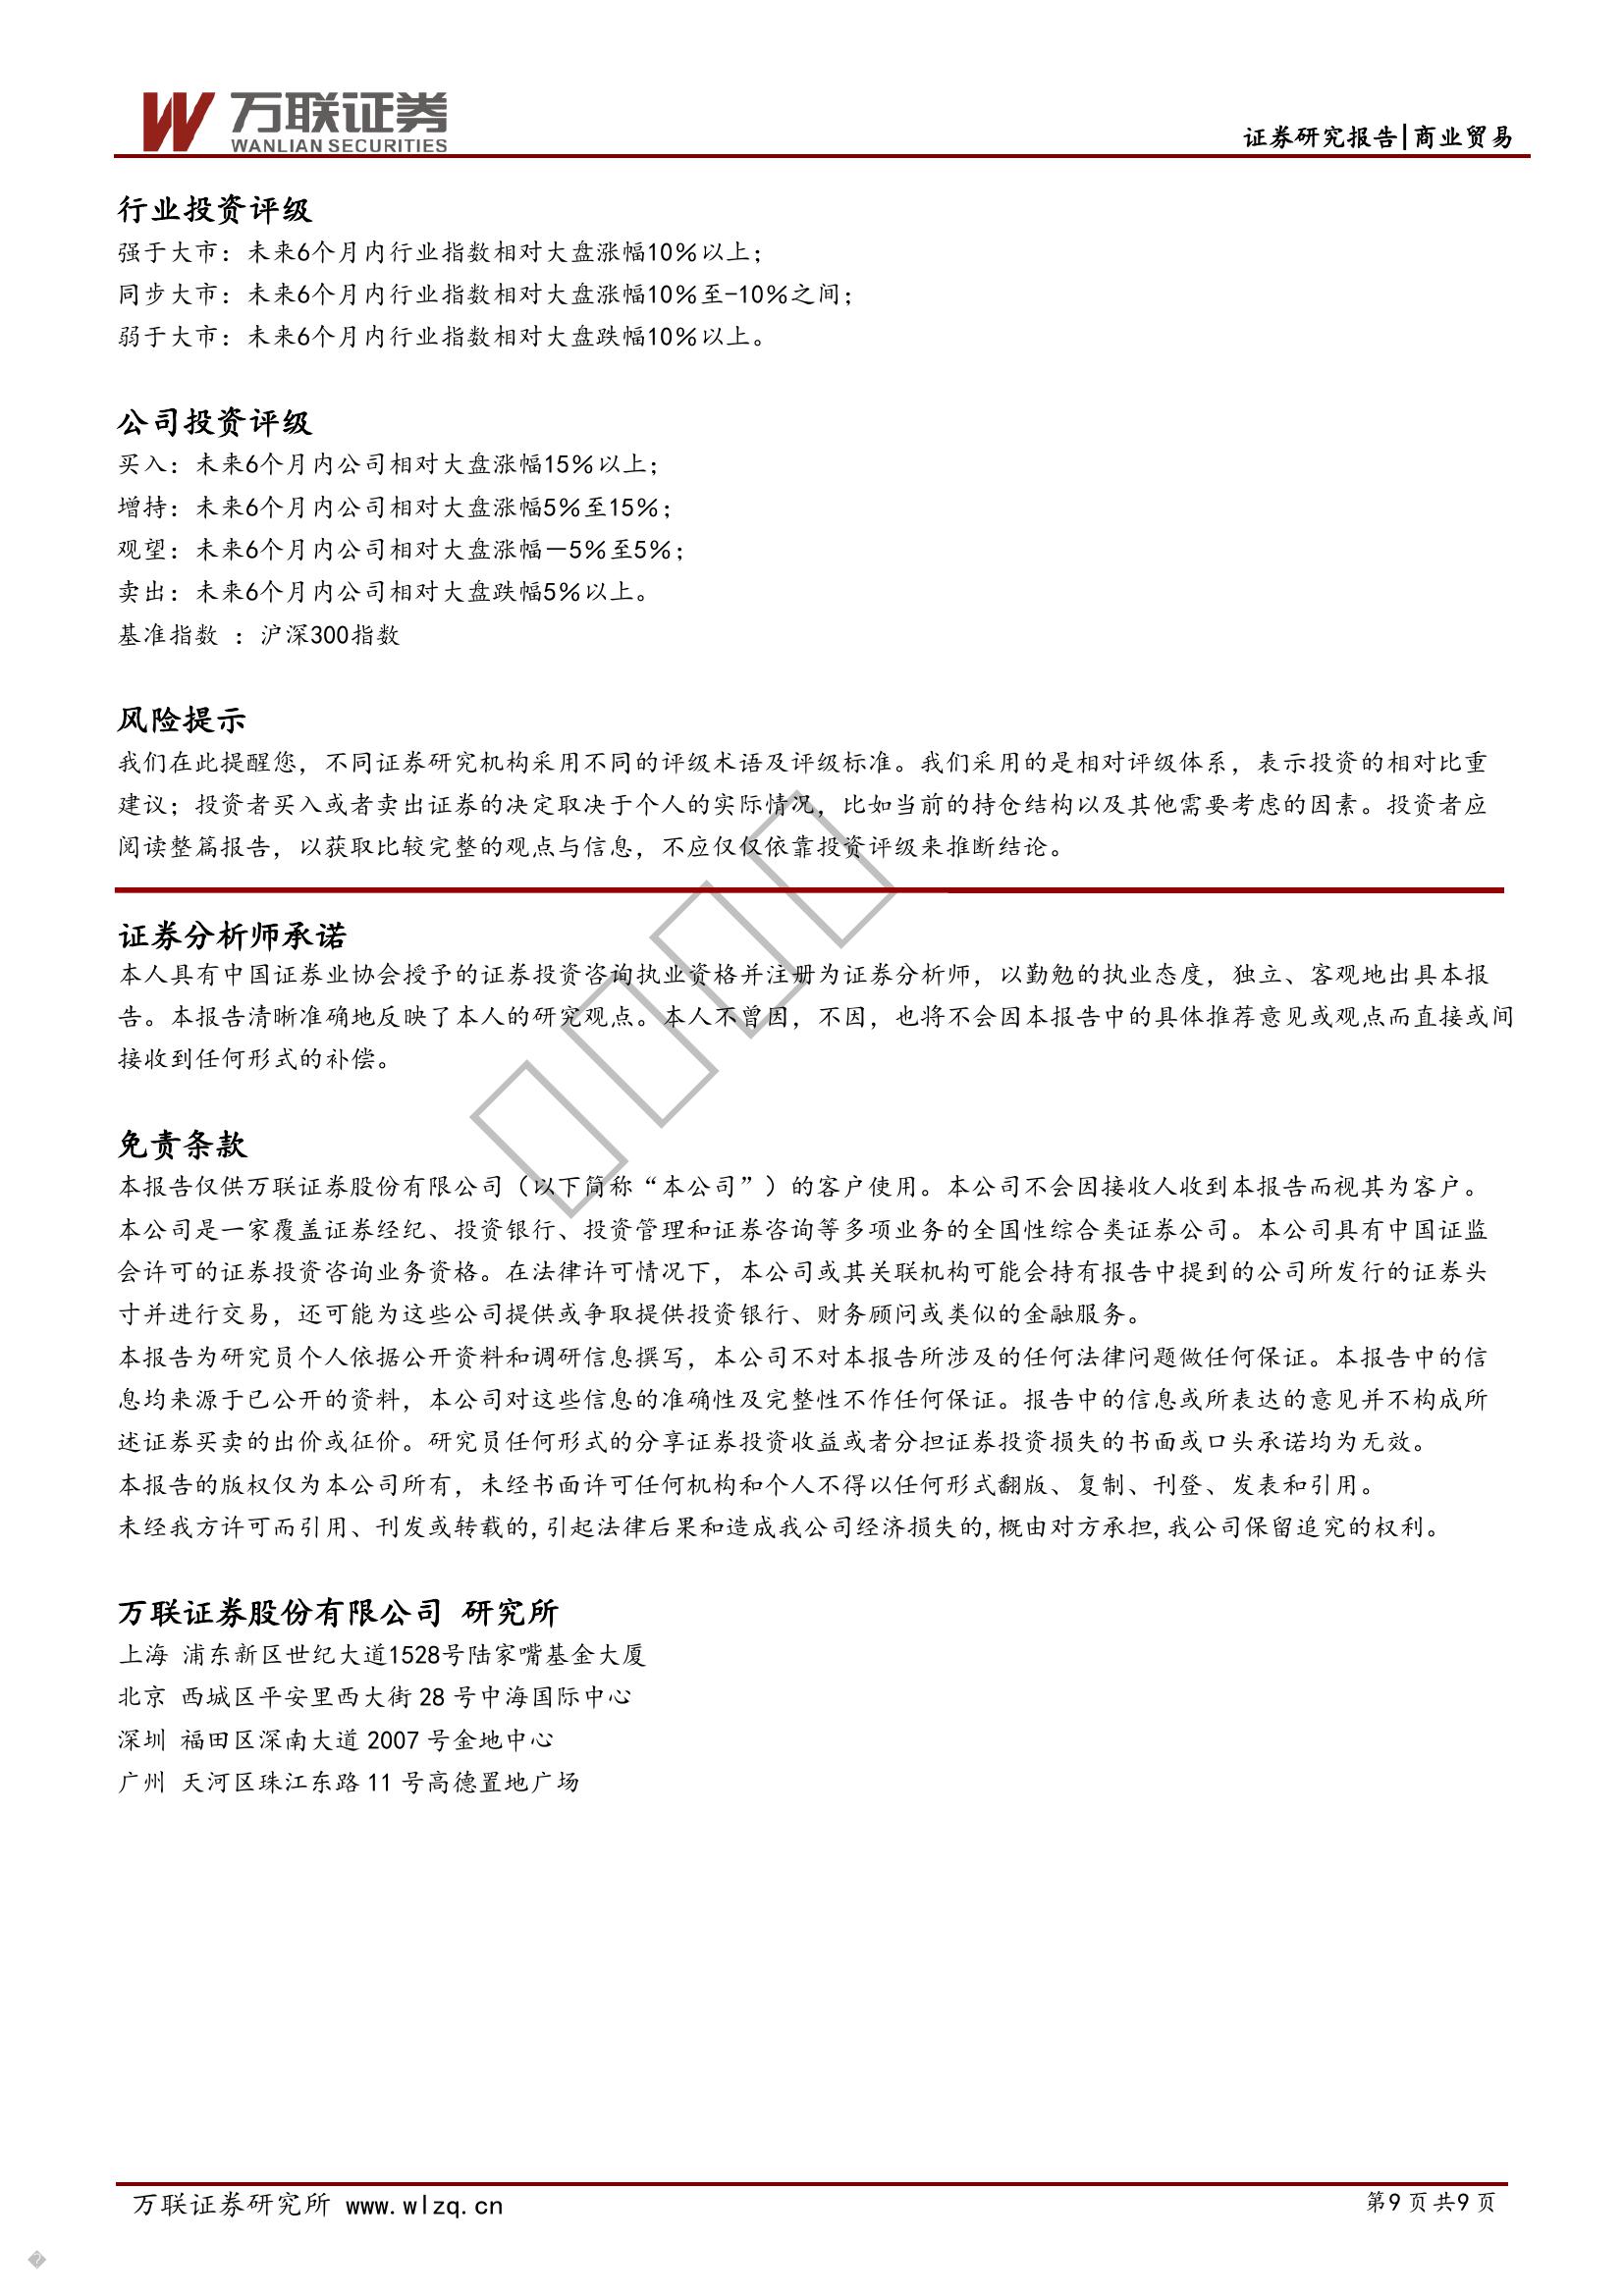 万联证券
WANLIAN SECURITIES
证券研究报告|商业贸易
行业投资评级
强于大市：未来6个月内行业指数相对大盘涨幅10％以上；
同步大市：未来6个月内行业指数相对大盘涨幅10％至-10％之间；
弱于大市：未来6个月内行业指数相对大盘跌幅10％以上。
公司投资评级
买入：未来6个月内公司相对大盘涨幅15％以上；
增持：未来6个月内公司相对大盘涨幅5％至15％；
观望：未来6个月内公司相对大盘涨幅－5％至5％；
卖出：未来6个月内公司相对大盘跌幅5％以上。
基准指数 ：沪深300指数
风险提示
我们在此提醒您，不同证券研究机构采用不同的评级术语及评级标准。我们采用的是相对评级体系，表示投资的相对比重
建议；投资者买入或者卖出证券的决定取决于个人的实际情况，比如当前的持仓结构以及其他需要考虑的因素。投资者应
阅读整篇报告，以获取比较完整的观点与信息，不应仅仅依靠投资评级来推断结论。
证券分析师承诺
本人具有中国证券业协会授予的证券投资咨询执业资格并注册为证券分析师，以勤勉的执业态度，独立、客观地出具本报
告。本报告清晰准确地反映了本人的研究观点。本人不曾因，不因，也将不会因本报告中的具体推荐意见或观点而直接或间
接收到任何形式的补偿。
免责条款
本报告仅供万联证券股份有限公司（以下简称“本公司”）的客户使用。本公司不会因接收人收到本报告而视其为客户。
本公司是一家覆盖证券经纪、投资银行、投资管理和证券咨询等多项业务的全国性综合类证券公司。本公司具有中国证监
会许可的证券投资咨询业务资格。在法律许可情况下，本公司或其关联机构可能会持有报告中提到的公司所发行的证券头
寸并进行交易，还可能为这些公司提供或争取提供投资银行、财务顾问或类似的金融服务。
本报告为研究员个人依据公开资料和调研信息撰写，本公司不对本报告所涉及的任何法律问题做任何保证。本报告中的信
息均来源于已公开的资料，本公司对这些信息的准确性及完整性不作任何保证。报告中的信息或所表达的意见并不构成所
述证券买卖的出价或征价。研究员任何形式的分享证券投资收益或者分担证券投资损失的书面或口头承诺均为无效。
本报告的版权仅为本公司所有，未经书面许可任何机构和个人不得以任何形式翻版、复制、刊登、发表和引用。
未经我方许可而引用、刊发或转载的,引起法律后果和造成我公司经济损失的,概由对方承担,我公司保留追究的权利。
万联证券股份有限公司 研究所
上海 浦东新区世纪大道1528号陆家嘴基金大厦
北京 西城区平安里西大街 28 号中海国际中心
深圳 福田区深南大道 2007 号金地中心
广州 天河区珠江东路 11 号高德置地广场
万联证券研究所 www.wlzq.cn
第9 页 共9 页